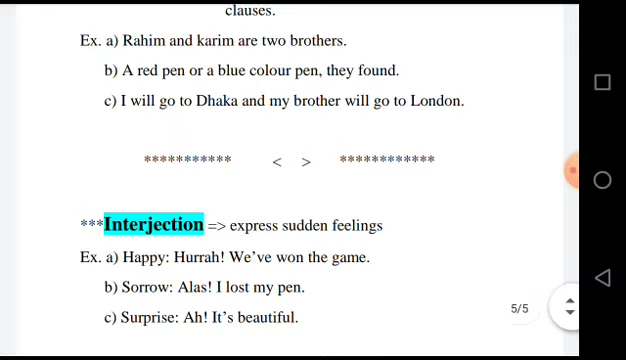 clauses.
Ex. a) Rahim and karim are two brothers.
b) A red pen or a blue colour pen, they found.
c) I will go to Dhaka and my brother will go to London.
*********** < > ************
***Interjection => express sudden feelings
Ex. a) Happy: Hurrah! We’ve won the game.
b) Sorrow: Alas! I lost my pen.
5/5
c) Surprise: Ah! It’s beautiful.